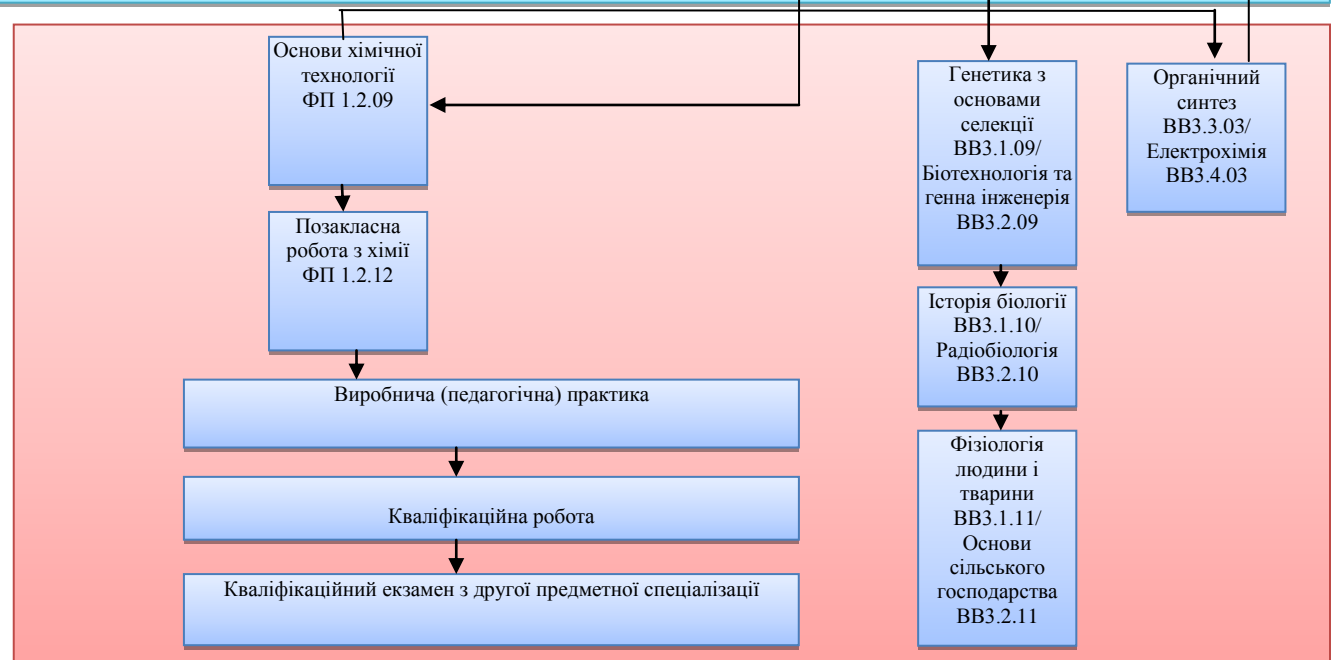 Основи хімічної
технології
ФП 1.2.09
Позакласна
робота з хімії
ФП 1.2.12
Виробнича (педагогічна) практика
Кваліфікаційна робота
Кваліфікаційний екзамен з другої предметної спеціалізації
Генетика з
основами
селекції
ВВ3.1.09/
Біотехнологія та
генна інженерія
ВВ3.2.09
Історія біології
ВВ3.1.10/
Радіобіологія
ВВ3.2.10
Фізіологія
людини і
тварини
ВВ3.1.11/
Основи
сільського
господарства
ВВ3.2.11
Органічний
синтез
ВВ3.3.03/
Електрохімія
ВВ3.4.03